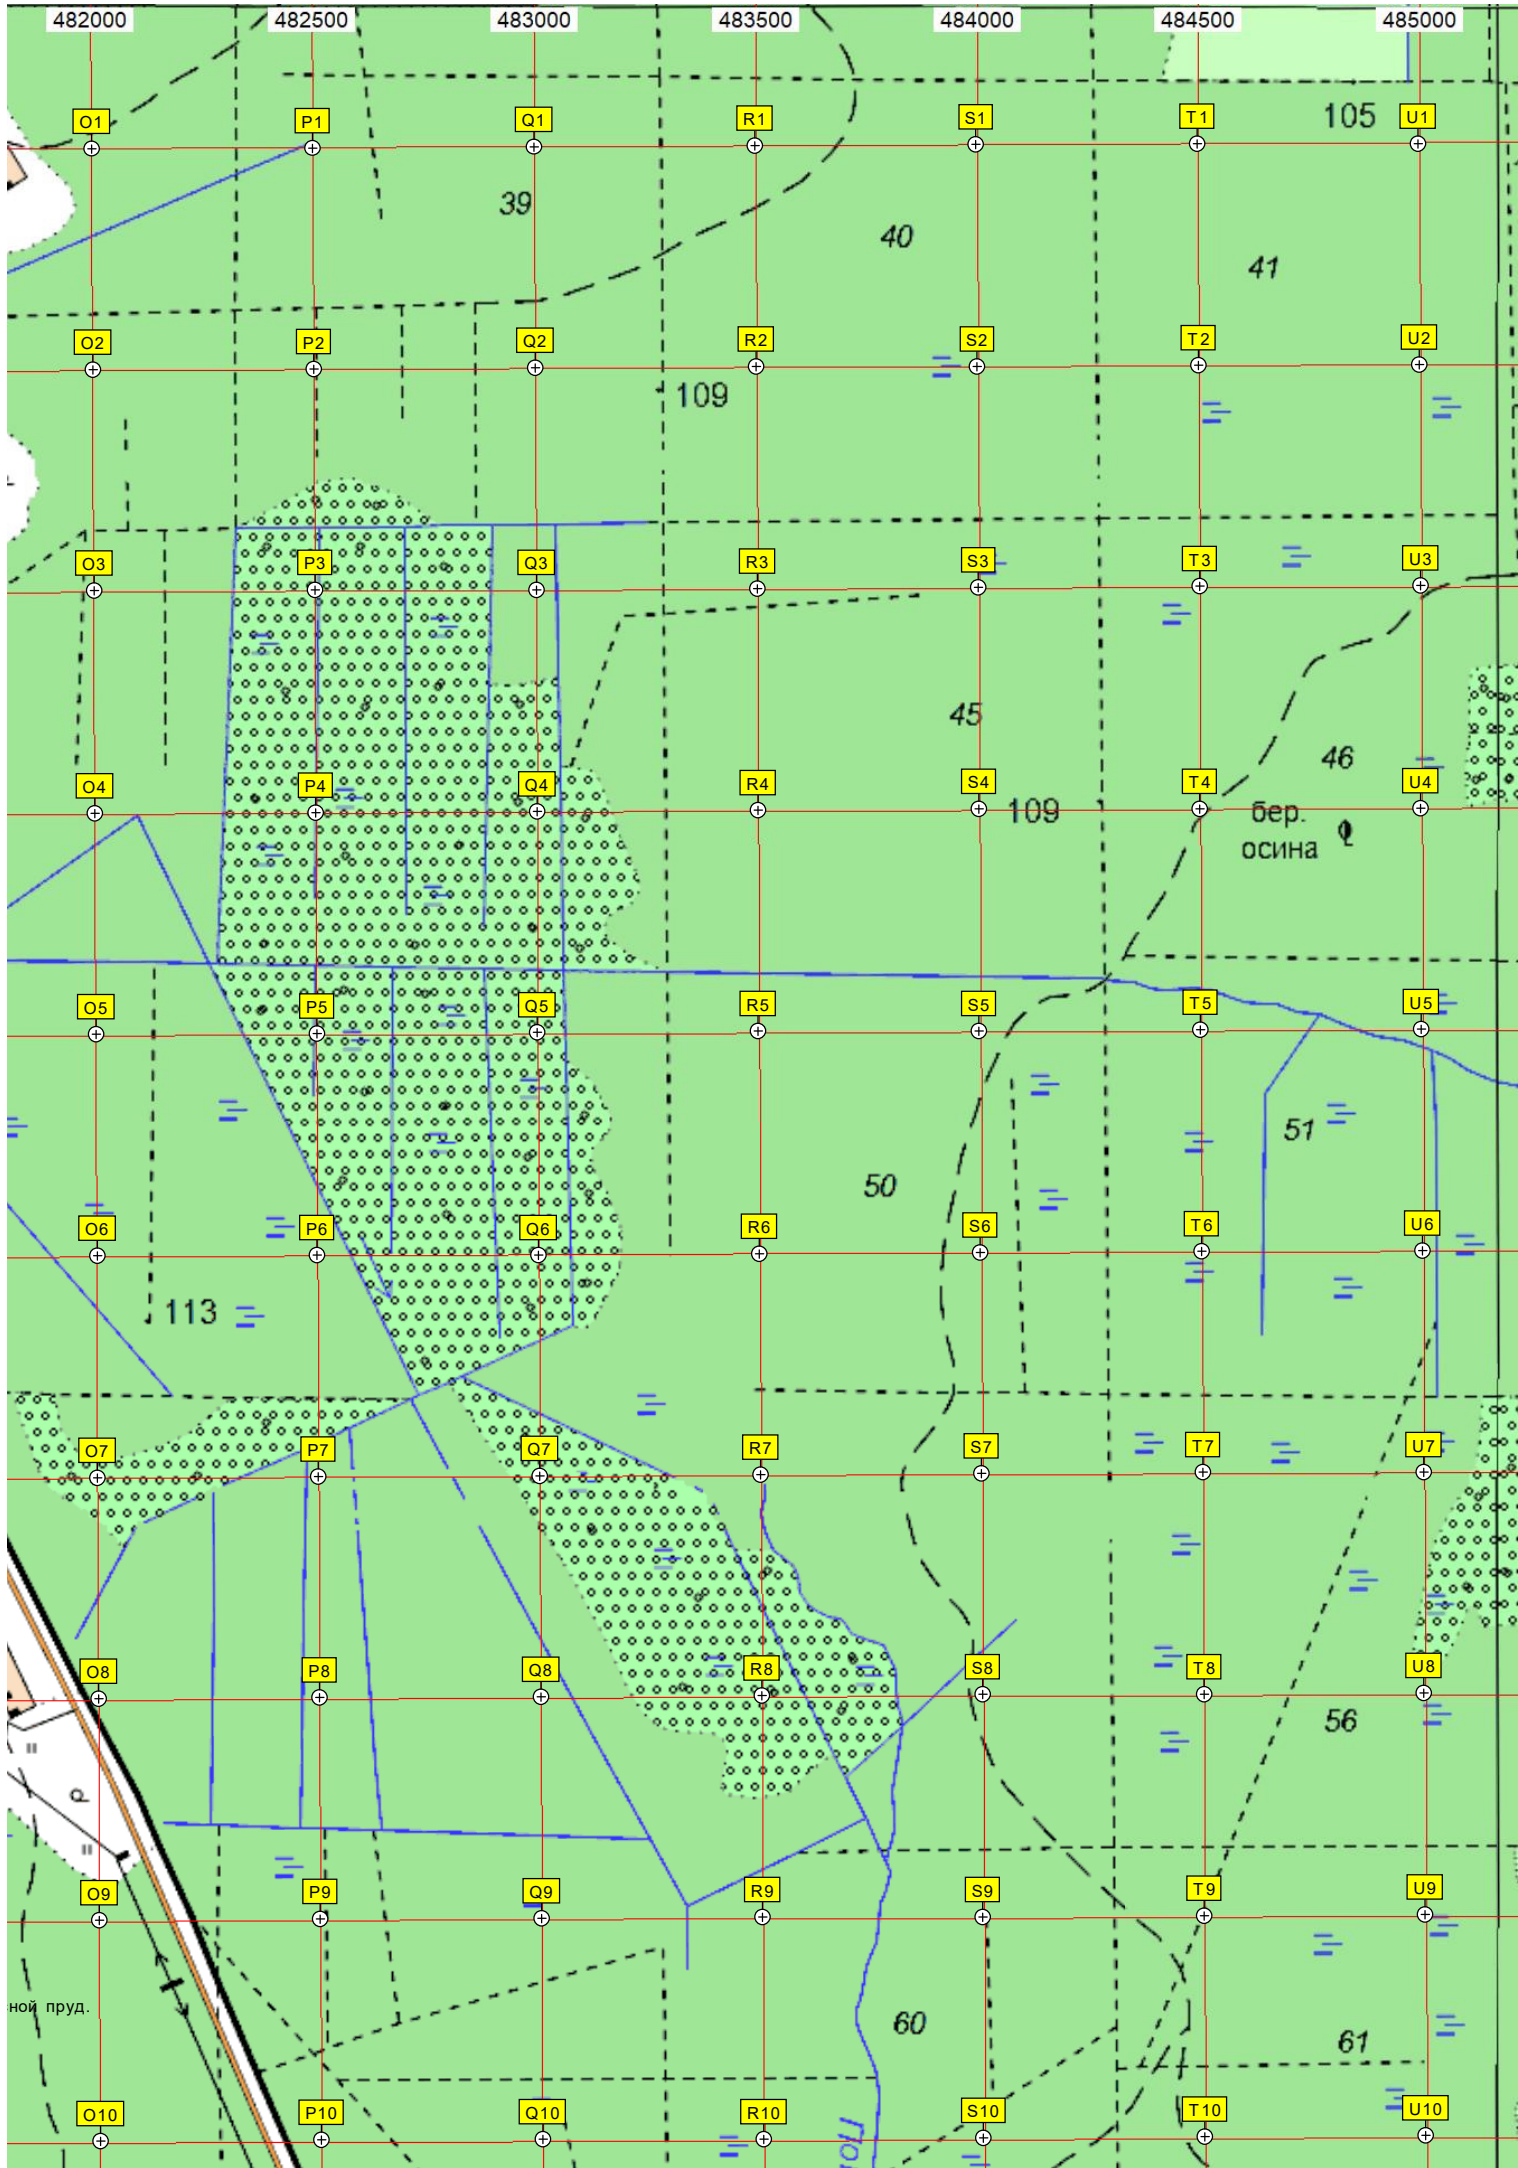 482000 482500 483000 483500 484000 484500 485000
105
O1 P1 Q1 R1 S1 T1 U1
39
40
41
O2 P2 Q2 R2 S2 T2 U2
109
O3 P3 Q3 R3 S3 T3 U3
45
46
O4 P4 Q4 R4 S4 T4 U4
109
бер.
осина
O5 P5 Q5 R5 S5 T5 U5
51
50
O6 P6 Q6 R6 S6 T6 U6
113
O7 P7 Q7 R7 S7 T7 U7
O8 P8 Q8 R8 S8 T8 U8
56
O9 P9 Q9 R9 S9 T9 U9
ной пруд.
60
61
O10 P10 Q10 R10 S10 T10 U10